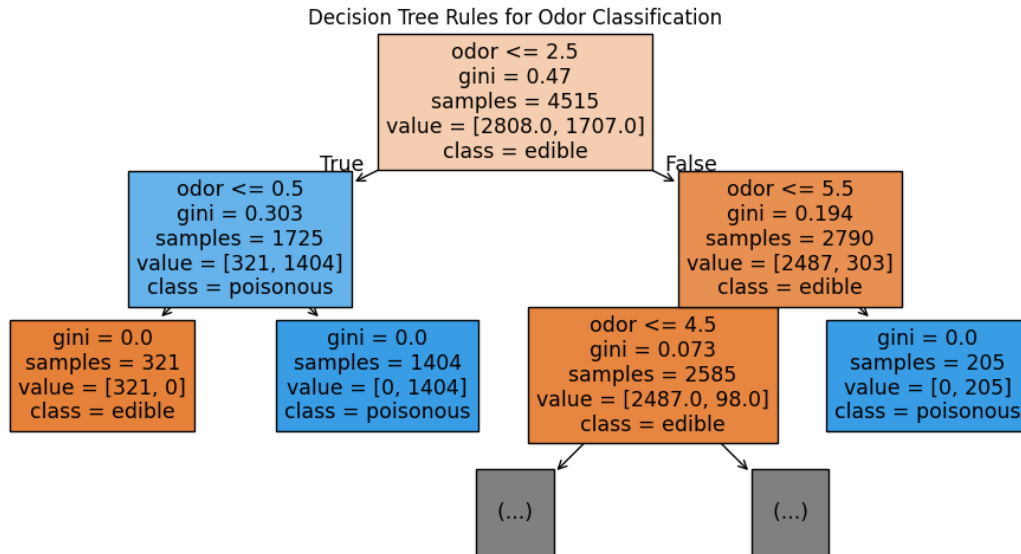 Decision Tree Rules for Odor Classification
odor <= 2.5
gini = 0.47
samples = 4515
value = [2808.0, 1707.0]
class = edible
True
False
odor <= 0.5
gini = 0.303
samples = 1725
value = [321, 1404]
class = poisonous
odor <= 5.5
gini = 0.194
samples = 2790
value = [2487, 303]
class = edible
gini = 0.0
samples = 321
value = [321, 0]
class = edible
gini = 0.0
samples = 1404
value = [0, 1404]
class = poisonous
odor <= 4.5
gini = 0.073
samples = 2585
value = [2487.0, 98.0]
class = edible
gini = 0.0
samples = 205
value = [0, 205]
class = poisonous
(...)
(...)